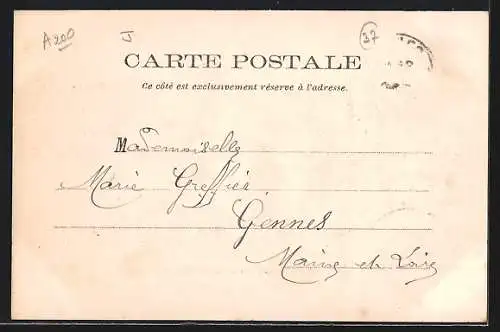 A200
J
37
CARTE POSTALE
Ce côté est exclusivement réservé à l'adresse.
Mademoiselle
Marie Greffier
Gennes
Maine et Loire